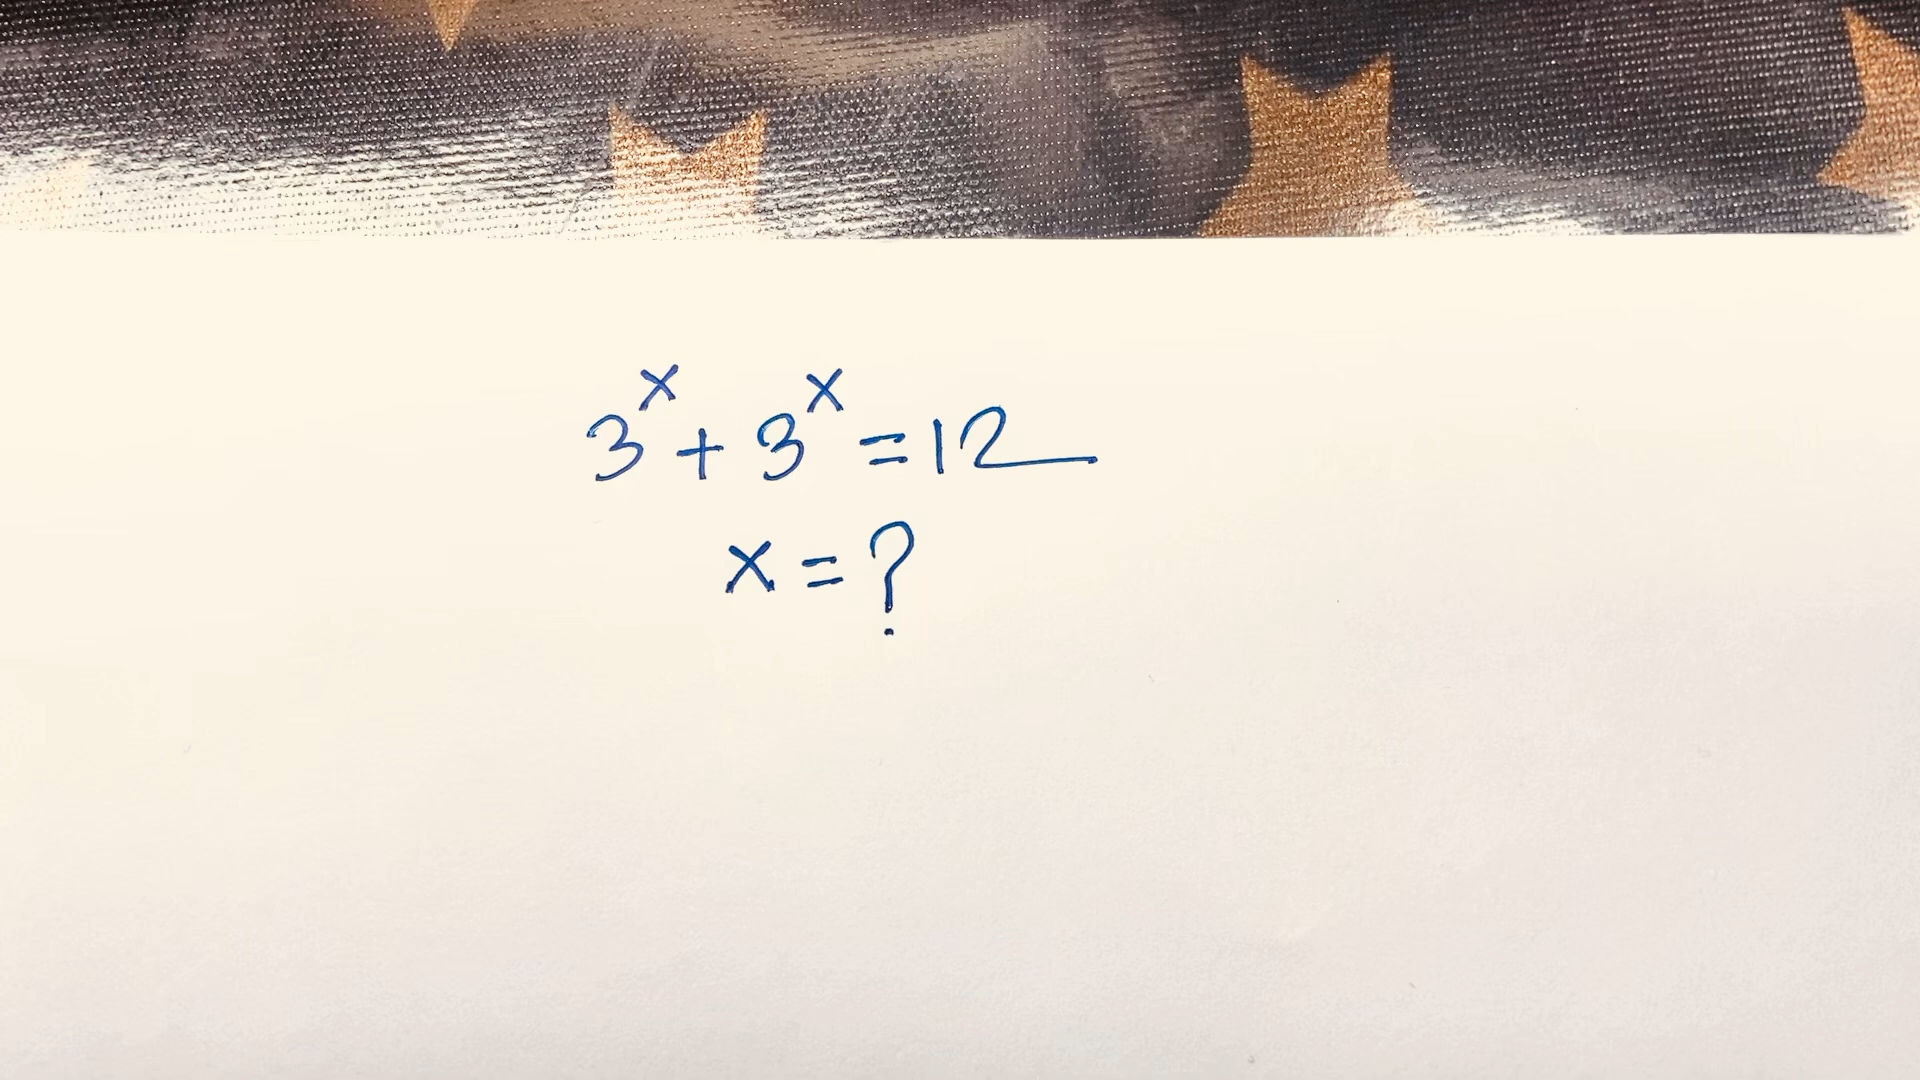 3^x + 3^x = 12
x = ?